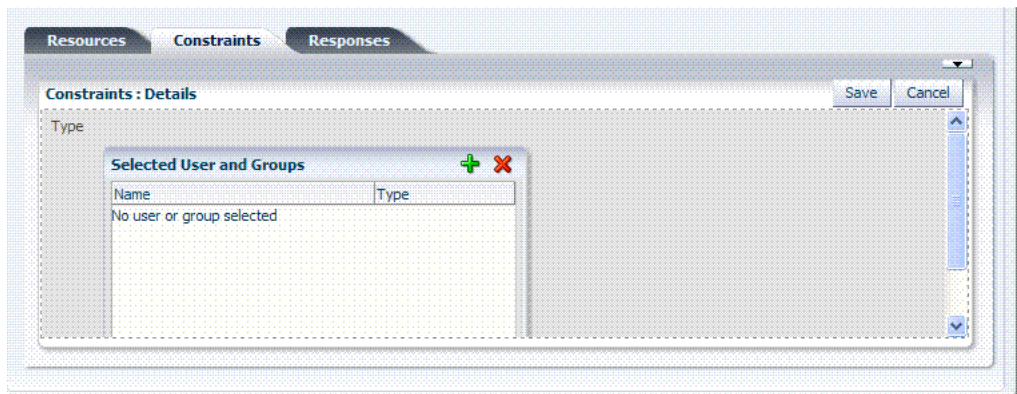 Resources Constraints Responses
Constraints : Details Save Cancel
Type
Selected User and Groups
Name Type
No user or group selected